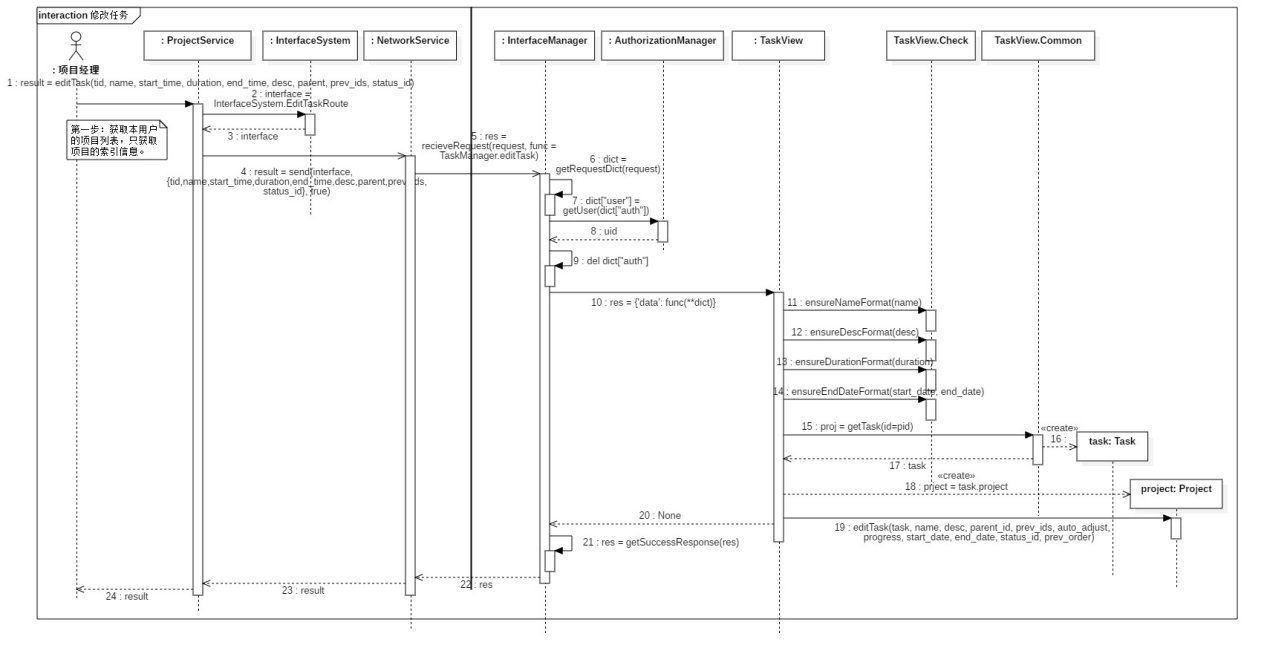 interaction 修改任务
: ProjectService
: InterfaceSystem
: NetworkService
: InterfaceManager
: AuthorizationManager
: TaskView
TaskView.Check
TaskView.Common
: 项目经理
1 : result = editTask(tid, name, start_time, duration, end_time, desc, parent, prev_ids, status_id)
2 : interface =
InterfaceSystem.EditTaskRoute
第一步：获取本用户
的项目列表，只获取
项目的索引信息。
3 : interface
5 : res =
recieveRequest(request, func =
TaskManager.editTask)
4 : result = send(interface,
{tid,name,start_time,duration,end_time,desc,parent,prev_ids,
status_id}, true)
6 : dict =
getRequestDict(request)
7 : dict["user"] =
getUser(dict["auth"])
8 : uid
9 : del dict["auth"]
10 : res = {'data': func(**dict)}
11 : ensureNameFormat(name)
12 : ensureDescFormat(desc)
13 : ensureDurationFormat(duration)
14 : ensureEndDateFormat(start_date, end_date)
15 : proj = getTask(id=pid)
«create»
16 :
task: Task
17 : task
«create»
18 : prject = task.project
project: Project
20 : None
19 : editTask(task, name, desc, parent_id, prev_ids, auto_adjust,
progress, start_date, end_date, status_id, prev_order)
21 : res = getSuccessResponse(res)
22 : res
23 : result
24 : result